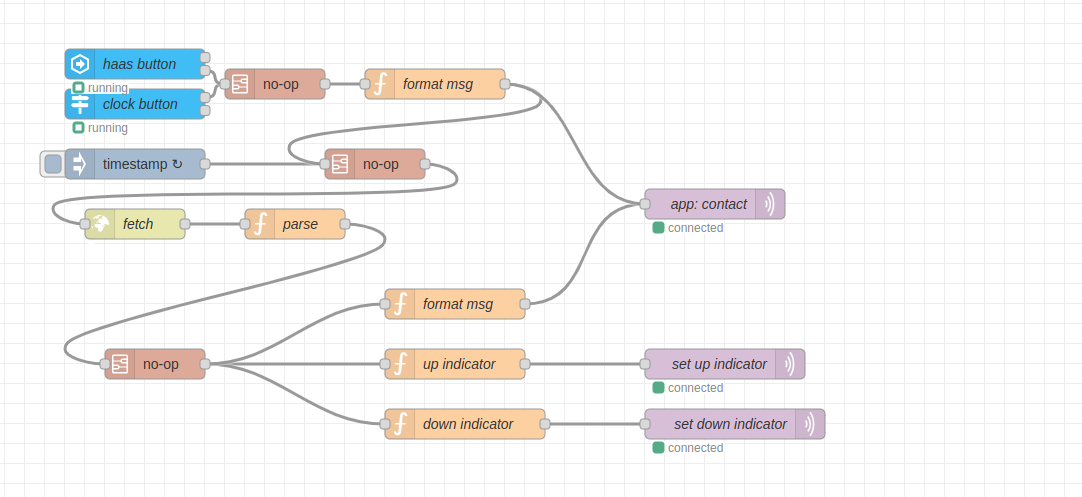 haas button
running
no-op
format msg
clock button
running
timestamp ↻
no-op
app: contact
connected
fetch
parse
format msg
no-op
up indicator
set up indicator
connected
down indicator
set down indicator
connected